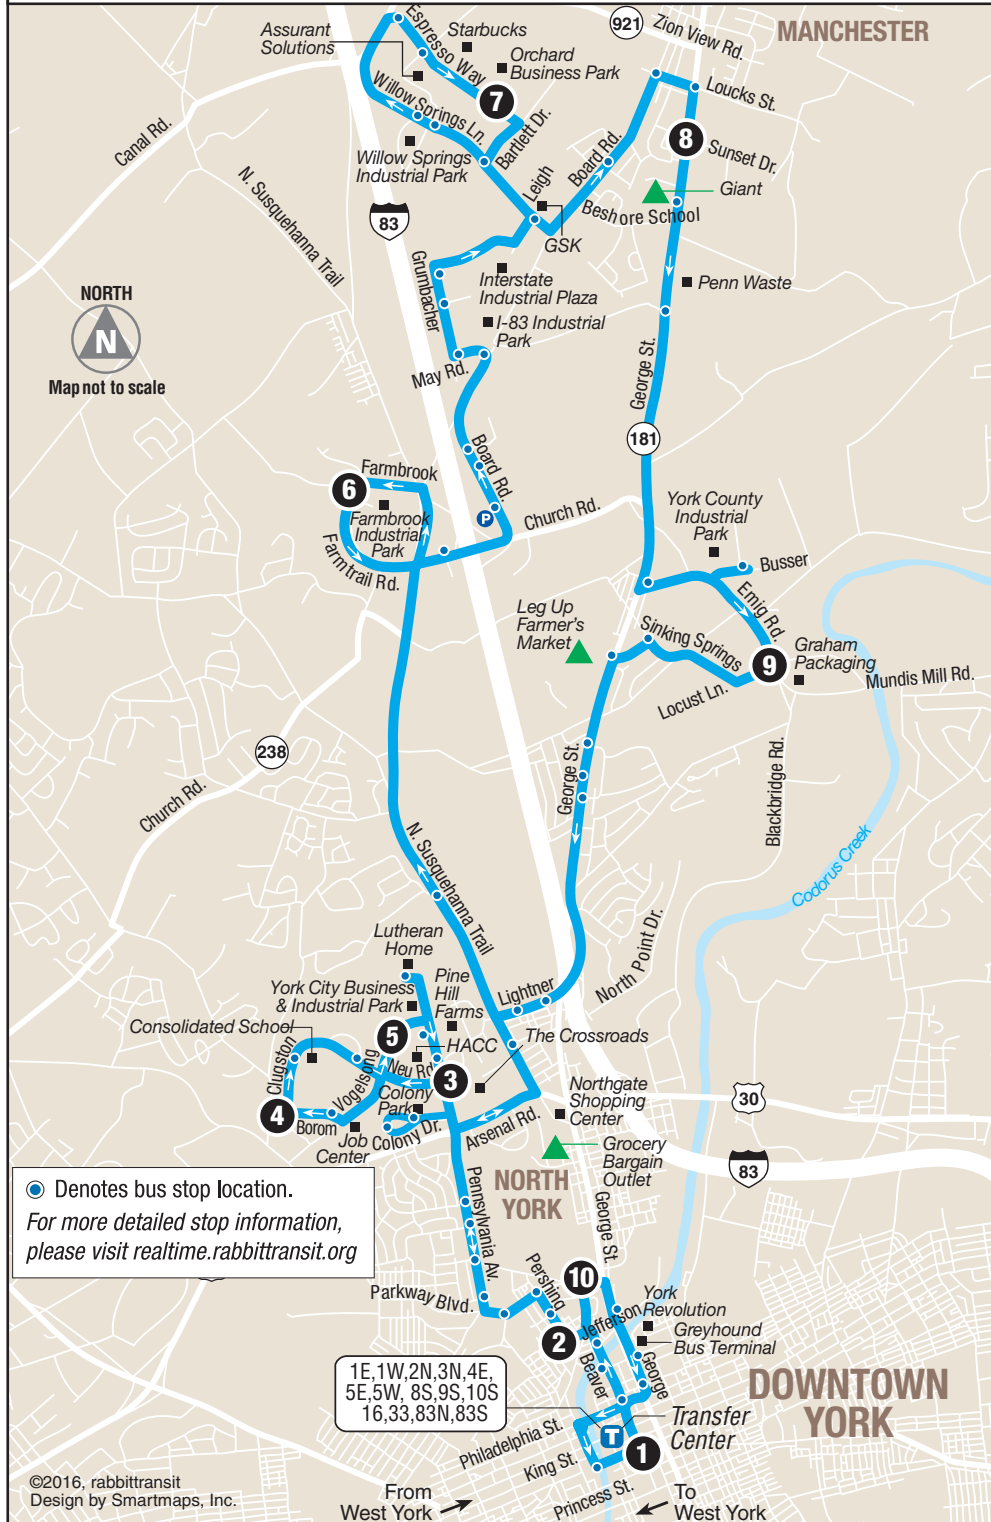 921
Zion View Rd.
MANCHESTER
Assurant
Solutions
Starbucks
Espresso Way
Orchard
Business Park
7
Willow Springs Ln.
Bartlett Dr.
Loucks St.
8
Sunset Dr.
Canal Rd.
Willow Springs
Industrial Park
N. Susquehanna Trail
Leigh
Board Rd.
Giant
Beshore School
83
GSK
Grumbacher
Interstate
Industrial Plaza
Penn Waste
NORTH
N
Map not to scale
I-83 Industrial
Park
May Rd.
George St.
181
Board Rd.
Farmbrook
6
Farmbrook
Industrial
Park
P
Church Rd.
York County
Industrial
Park
Farmtrail Rd.
Busser
Emig Rd.
Leg Up
Farmer's
Market
Sinking Springs
9
Graham
Packaging
Mundis Mill Rd.
Locust Ln.
238
Church Rd.
George St.
Blackbridge Rd.
Codorus Creek
N. Susquehanna Trail
Lutheran
Home
North Point Dr.
York City Business
& Industrial Park
Pine
Hill
Farms
Lightner
Consolidated School
5
HACC
The Crossroads
Clugston
Neu Rd.
3
Vogelsong
Colony
Park
Northgate
Shopping
Center
30
4
Borom
Job
Center
Colony Dr.
Arsenal Rd.
Grocery
Bargain
Outlet
83
NORTH
YORK
Denotes bus stop location.
For more detailed stop information,
please visit realtime.rabbittransit.org
Pennsylvania Av.
George St.
Pershing
10
Parkway Blvd.
York
Revolution
Jefferson
2
Greyhound
Bus Terminal
Beaver
George
1E,1W,2N,3N,4E,
5E,5W, 8S,9S,10S
16,33,83N,83S
DOWNTOWN
YORK
Philadelphia St.
T
Transfer
Center
1
King St.
Princess St.
©2016, rabbittransit
Design by Smartmaps, Inc.
From
West York
To
West York